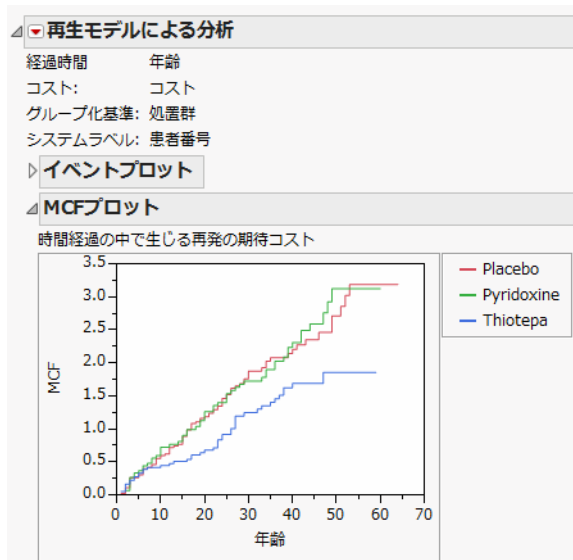 再生モデルによる分析
経過時間 年齢
コスト: コスト
グループ化基準: 処置群
システムラベル: 患者番号
イベントプロット
MCFプロット
時間経過の中で生じる再発の期待コスト
3.5
3.0
2.5
2.0
1.5
1.0
0.5
0.0
MCF
0 10 20 30 40 50 60 70
年齢
Placebo
Pyridoxine
Thiotepa